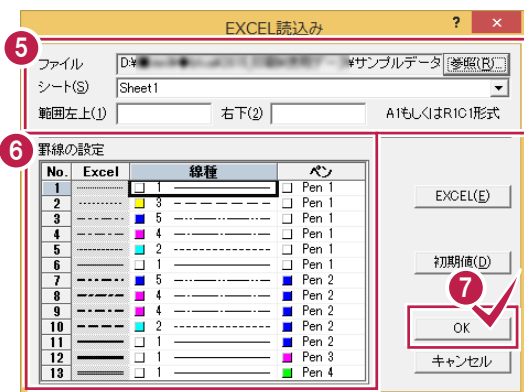 EXCEL読込み ? ×
5
ファイル D:¥ ¥サンプルデータ 参照(R)...
シート(S) Sheet1
範囲左上(1) 右下(2) A1もしくはR1C1形式
6 罫線の設定
No. Excel 線種 ペン
1 1 Pen 1
2 3 Pen 1
3 5 Pen 1
4 4 Pen 1
5 2 Pen 1
6 1 Pen 1
7 5 Pen 2
8 4 Pen 2
9 4 Pen 2
10 2 Pen 2
11 1 Pen 2
12 1 Pen 3
13 1 Pen 4
EXCEL(E)
初期値(D)
7
OK
キャンセル